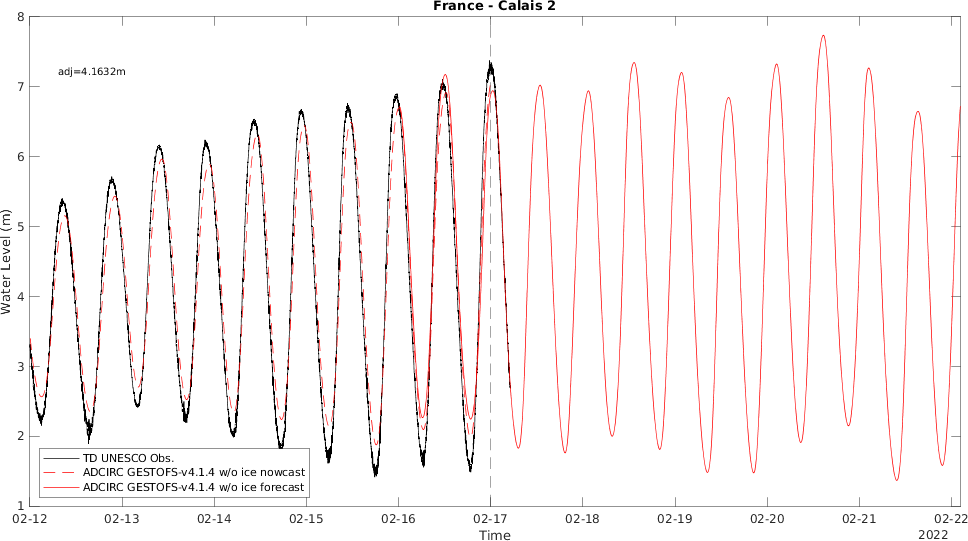 France - Calais 2
adj=4.1632m
Water Level (m)
8
7
6
5
4
3
2
1
TD UNESCO Obs.
ADCIRC GESTOFS-v4.1.4 w/o ice nowcast
ADCIRC GESTOFS-v4.1.4 w/o ice forecast
02-12 02-13 02-14 02-15 02-16 02-17 02-18 02-19 02-20 02-21 02-22
Time
2022